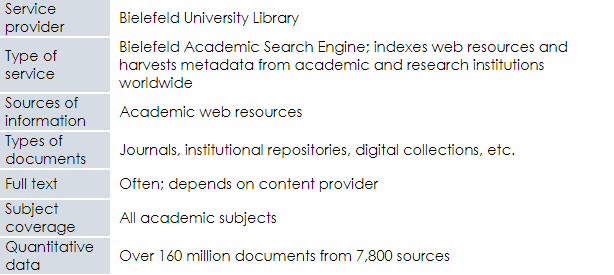 Service provider
Bielefeld University Library
Type of service
Bielefeld Academic Search Engine; indexes web resources and
harvests metadata from academic and research institutions
worldwide
Sources of information
Academic web resources
Types of documents
Journals, institutional repositories, digital collections, etc.
Full text
Often; depends on content provider
Subject coverage
All academic subjects
Quantitative data
Over 160 million documents from 7,800 sources